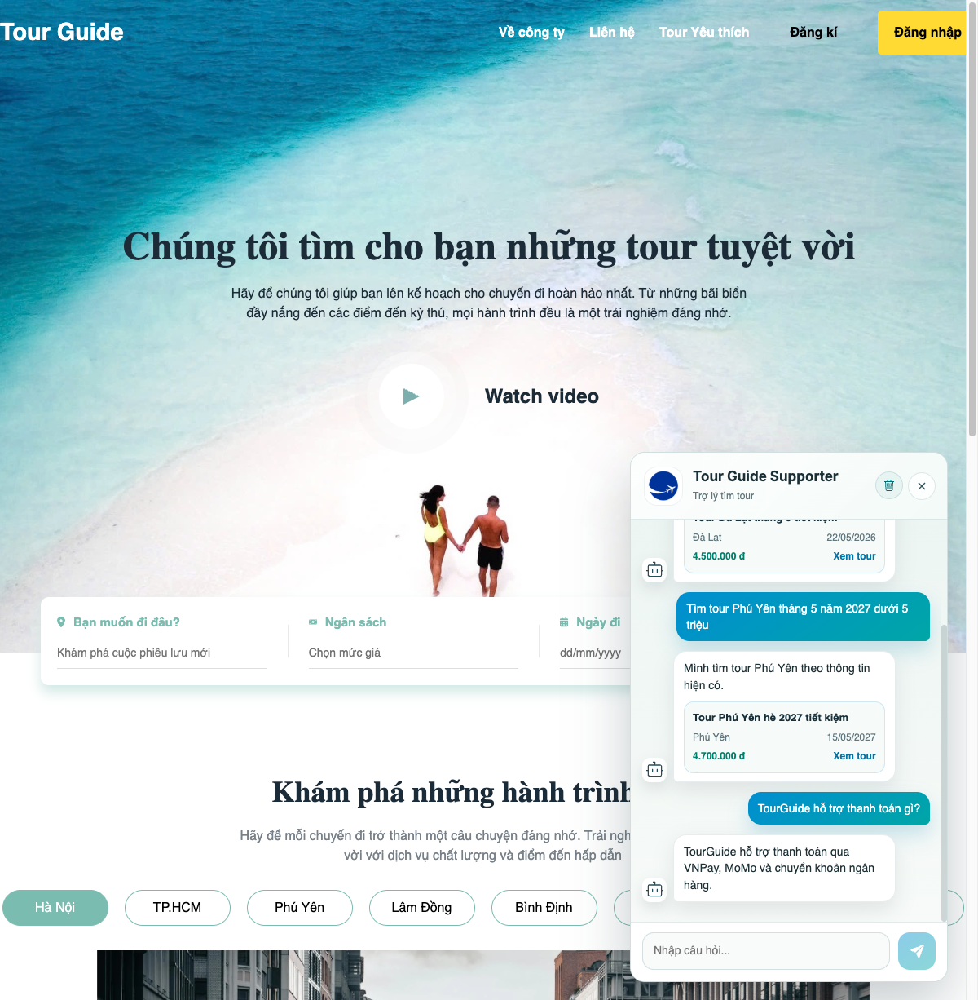 Tour Guide
Về công ty
Liên hệ
Tour Yêu thích
Đăng kí
Đăng nhập
Chúng tôi tìm cho bạn những tour tuyệt vời
Hãy để chúng tôi giúp bạn lên kế hoạch cho chuyến đi hoàn hảo nhất. Từ những bãi biển
đầy nắng đến các điểm đến kỳ thú, mọi hành trình đều là một trải nghiệm đáng nhớ.
Watch video
Bạn muốn đi đâu?
Khám phá cuộc phiêu lưu mới
Ngân sách
Chọn mức giá
Ngày đi
dd/mm/yyyy
Khám phá những hành trình
Hãy để mỗi chuyến đi trở thành một câu chuyện đáng nhớ. Trải
vời với dịch vụ chất lượng và điểm đến hấp dẫn
Hà Nội
TP.HCM
Phú Yên
Lâm Đồng
Bình Định
Tour Guide Supporter
Trợ lý tìm tour
Tour Đà Lạt tháng 5 tiết kiệm
Đà Lạt
22/05/2026
4.500.000 đ
Xem tour
Tìm tour Phú Yên tháng 5 năm 2027 dưới 5
triệu
Mình tìm tour Phú Yên theo thông tin
hiện có.
Tour Phú Yên hè 2027 tiết kiệm
Phú Yên
15/05/2027
4.700.000 đ
Xem tour
TourGuide hỗ trợ thanh toán gì?
TourGuide hỗ trợ thanh toán qua
VNPay, MoMo và chuyển khoản ngân
hàng.
Nhập câu hỏi...